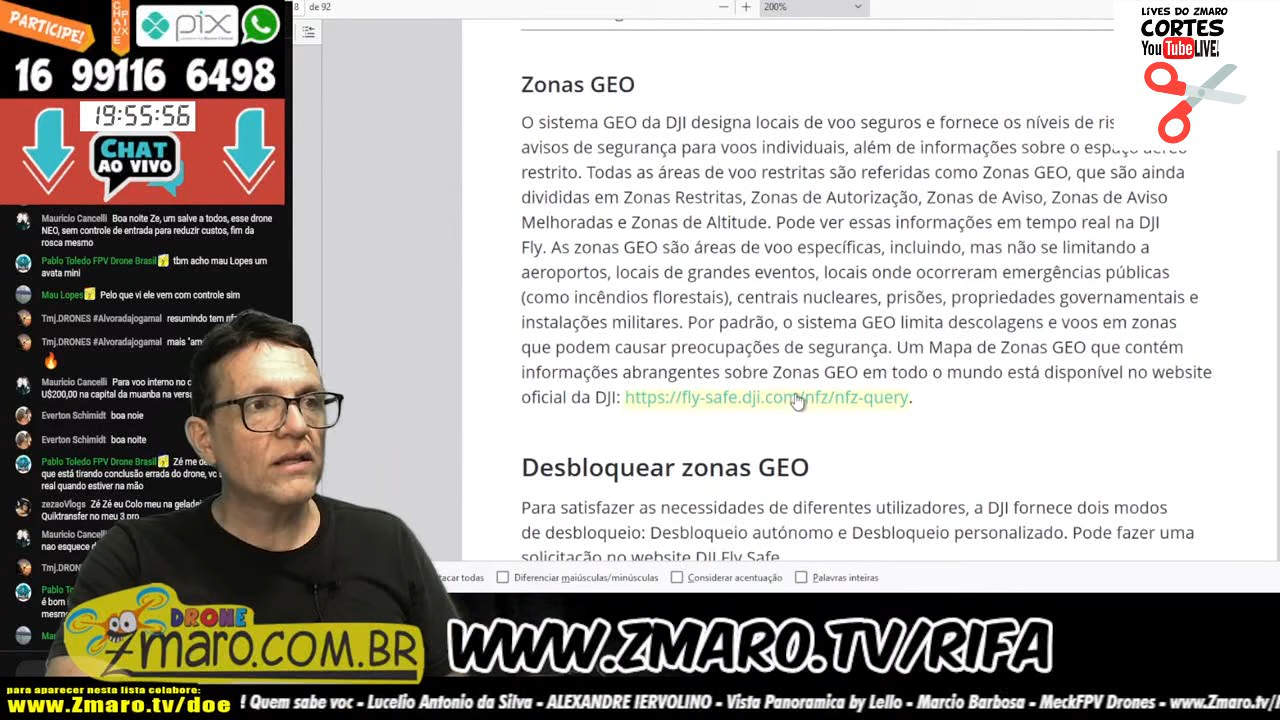 PARTICIPE!
CHAVE PIX
pix
16 99116 6498
19:55:56
CHAT
AO VIVO
Mauricio Cancelli Boa noite Ze, um salve a todos, esse drone
NEO, sem controle de entrada para reduzir custos, fim da
rosca mesmo
Pablo Toledo FPV Drone Brasil tbm acho mau Lopes um
avata mini
Mau Lopes Pelo que vi ele vem com controle sim
Tmj.DRONES #Alvoradajogamal resumindo tem
Tmj.DRONES #Alvoradajogamal mais
Mauricio Cancelli Para voo interno no
U$200,00 na capital da muamba na
Everton Schimidt boa noie
Everton Schimidt boa noite
Pablo Toledo FPV Drone Brasil Zé me
que está tirando conclusão errada do drone, vc
real quando estiver na mão
zezaoVlogs Zé Zé eu Colo meu na
Quiktransfer no meu 3 pro
Mauricio
nao esquece
Tmj.
Pablo
é bom
8 de 92
200%
LIVES DO ZMARO
CORTES
YouTube LIVE!
Zonas GEO
O sistema GEO da DJI designa locais de voo seguros e fornece os níveis de
avisos de segurança para voos individuais, além de informações sobre o espaço aéreo
restrito. Todas as áreas de voo restritas são referidas como Zonas GEO, que são ainda
divididas em Zonas Restritas, Zonas de Autorização, Zonas de Aviso, Zonas de Aviso
Melhoradas e Zonas de Altitude. Pode ver essas informações em tempo real na DJI
Fly. As zonas GEO são áreas de voo específicas, incluindo, mas não se limitando a
aeroportos, locais de grandes eventos, locais onde ocorreram emergências públicas
(como incêndios florestais), centrais nucleares, prisões, propriedades governamentais e
instalações militares. Por padrão, o sistema GEO limita descolagens e voos em zonas
que podem causar preocupações de segurança. Um Mapa de Zonas GEO que contém
informações abrangentes sobre Zonas GEO em todo o mundo está disponível no website
oficial da DJI: https://fly-safe.dji.com/nfz/nfz-query.
Desbloquear zonas GEO
Para satisfazer as necessidades de diferentes utilizadores, a DJI fornece dois modos
de desbloqueio: Desbloqueio autónomo e Desbloqueio personalizado. Pode fazer uma
solicitação no website DJI Fly Safe.
todas
Diferenciar maiúsculas/minúsculas
Considerar acentuação
Palavras inteiras
DRONE
Zmaro.COM.BR
WWW.ZMARO.TV/RIFA
para aparecer nesta lista colabore:
www.Zmaro.tv/doe
! Quem sabe voc - Lucelio Antonio da Silva - ALEXANDRE IERVOLINO - Vista Panoramica by Lello - Marcio Barbosa - MeckFPV Drones - www.Zmaro.tv/